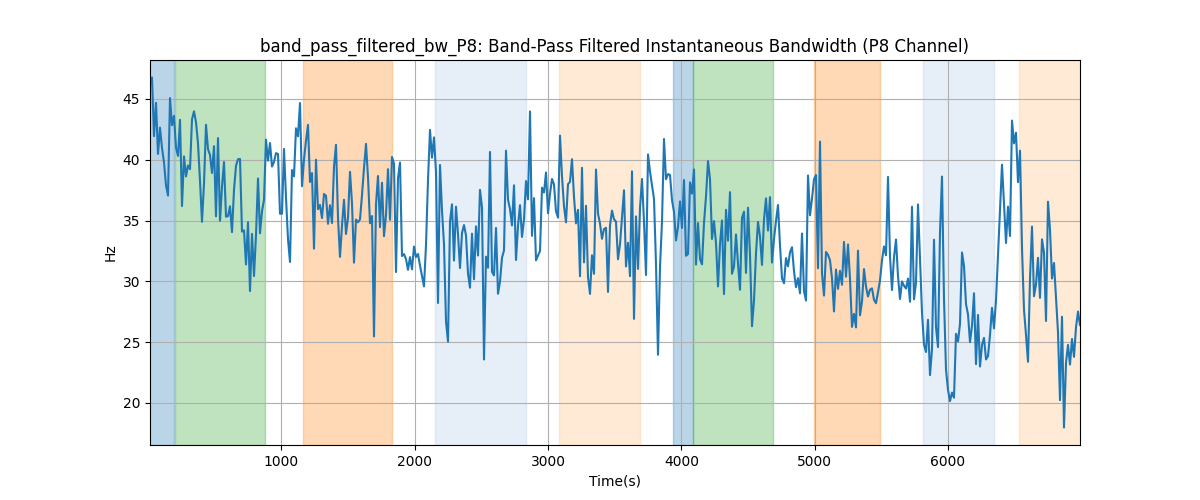 band_pass_filtered_bw_P8: Band-Pass Filtered Instantaneous Bandwidth (P8 Channel)
45
40
35
30
25
20
Hz
1000 2000 3000 4000 5000 6000
Time(s)